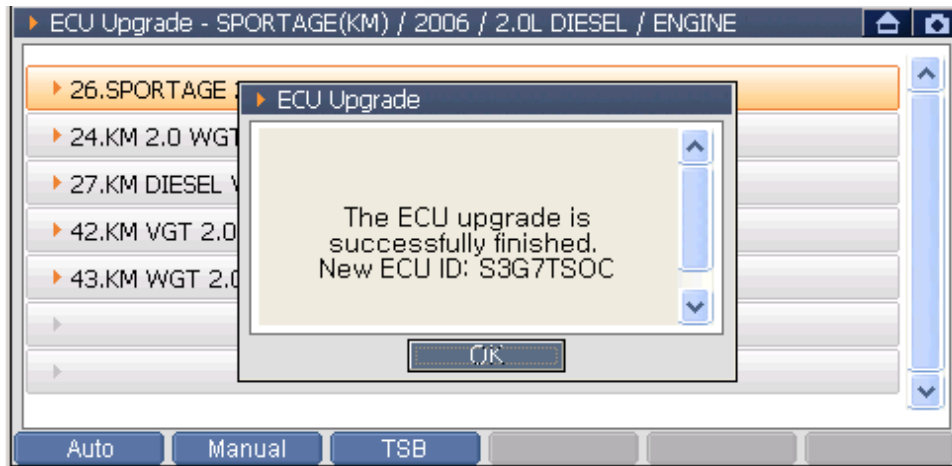 ECU Upgrade - SPORTAGE(KM) / 2006 / 2.0L DIESEL / ENGINE
26.SPORTAGE
ECU Upgrade
24.KM 2.0 WGT
27.KM DIESEL
42.KM VGT 2.0
43.KM WGT 2.0
The ECU upgrade is
successfully finished.
New ECU ID: S3G7TSOC
OK
Auto Manual TSB